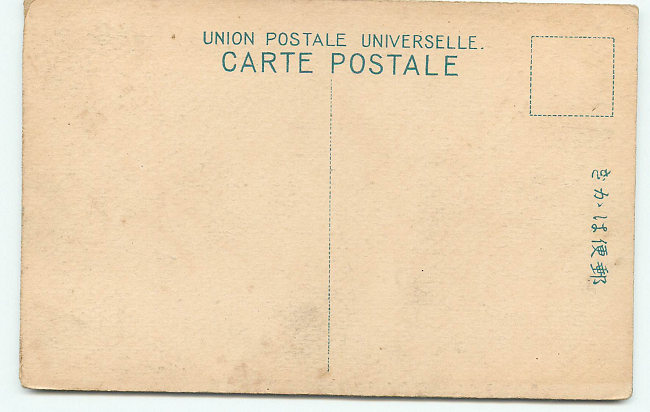 UNION POSTALE UNIVERSELLE.
CARTE POSTALE
郵便はがき